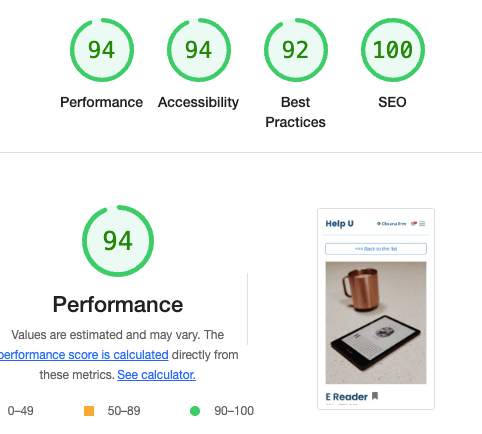 94
94
92
100
Performance
Accessibility
Best
Practices
SEO
94
Performance
Values are estimated and may vary. The
performance score is calculated directly from
these metrics. See calculator.
0–49
50–89
90–100
Help U
<<< Back to the list
E Reader